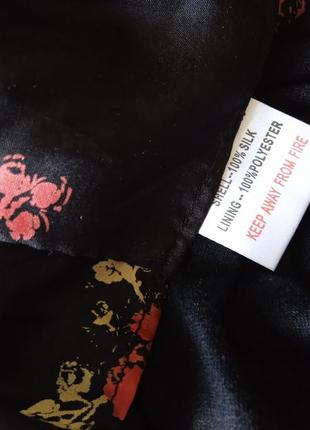 SHELL--100% SILK
LINING--100%POLYESTER
KEEP AWAY FROM FIRE